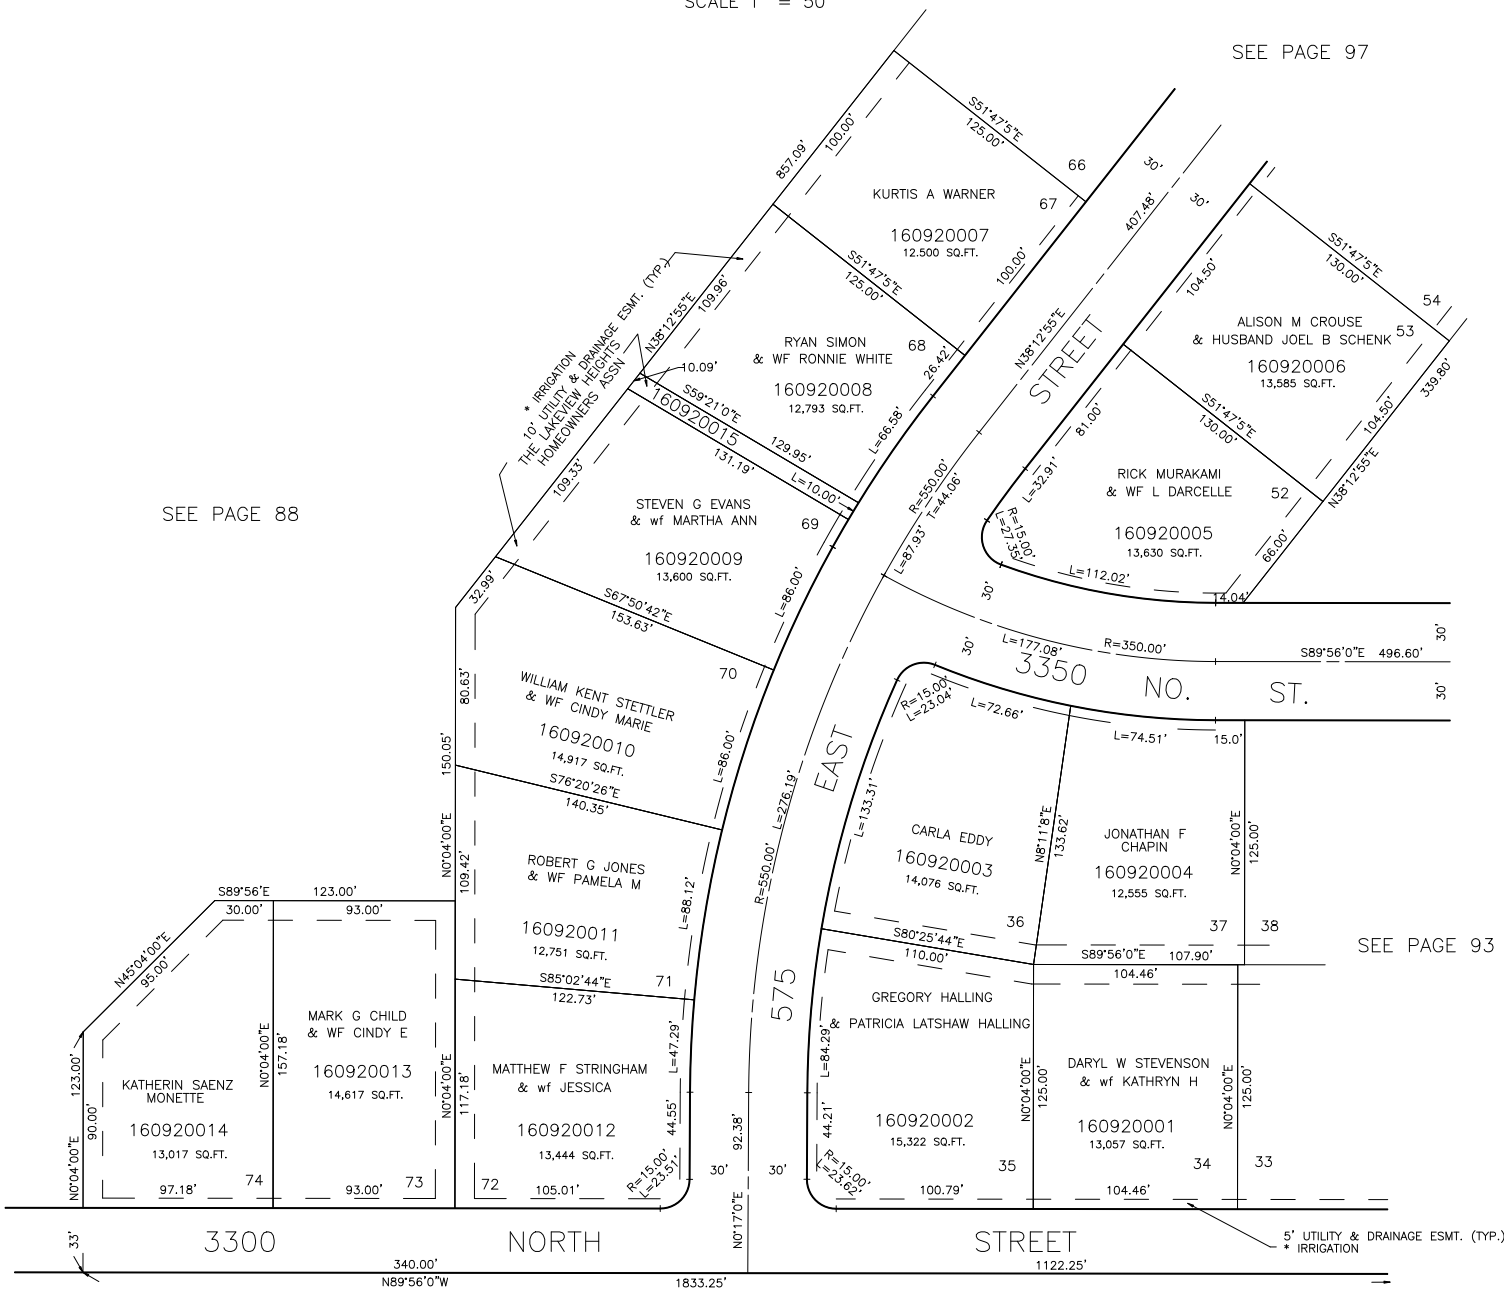 SCALE 1" = 50'
SEE PAGE 97
SEE PAGE 88
SEE PAGE 93
857.09'
100.00'
S51°47'5"E
125.00'
66
KURTIS A WARNER
67
160920007
12.500 SQ.FT.
100.00'
30'
30'
407.48'
N38°12'55"E
STREET
S51°47'5"E
125.00'
109.96'
N38°12'55"E
10.09'
RYAN SIMON
& WF RONNIE WHITE
68
160920008
12,793 SQ.FT.
26.42'
L=66.58'
* IRRIGATION
10' UTILITY & DRAINAGE ESMT. (TYP.)
THE LAKEVIEW HEIGHTS
HOMEOWNERS ASSN
S59°21'0"E
160920015
129.95'
131.19'
L=10.00'
109.33'
STEVEN G EVANS
& wf MARTHA ANN
69
160920009
13,600 SQ.FT.
L=86.00'
S51°47'5"E
130.00'
54
104.50'
ALISON M CROUSE
& HUSBAND JOEL B SCHENK
53
160920006
13,585 SQ.FT.
339.80'
104.50'
S51°47'5"E
130.00'
N38°12'55"E
81.00'
RICK MURAKAMI
& WF L DARCELLE
52
160920005
13,630 SQ.FT.
66.00'
L=32.91'
R=15.00'
L=27.35'
L=112.02'
14.04'
R=550.00'
T=44.06'
L=87.93'
30'
L=177.08'
R=350.00'
S89°56'0"E 496.60'
30'
30'
30'
3350 NO. ST.
32.99'
S67°50'42"E
153.63'
70
80.63'
150.05'
WILLIAM KENT STETTLER
& WF CINDY MARIE
160920010
14,917 SQ.FT.
L=86.00'
S76°20'26"E
140.35'
N0°04'00"E
109.42'
ROBERT G JONES
& WF PAMELA M
160920011
12,751 SQ.FT.
L=88.12'
71
S85°02'44"E
122.73'
R=15.00'
L=23.04'
L=72.66'
L=74.51'
15.0'
EAST
L=276.19'
R=550.00'
L=133.31'
CARLA EDDY
160920003
14,076 SQ.FT.
36
N8°11'8"E
133.62'
JONATHAN F
CHAPIN
160920004
12,555 SQ.FT.
N0°04'00"E
125.00'
37
38
S80°25'44"E
110.00'
S89°56'0"E 107.90'
104.46'
575
S89°56'E 123.00'
30.00'
93.00'
N45°04'00"E
95.00'
N0°04'00"E
157.18'
MARK G CHILD
& WF CINDY E
160920013
14,617 SQ.FT.
N0°04'00"E
117.18'
123.00'
90.00'
N0°04'00"E
KATHERIN SAENZ
MONETTE
160920014
13,017 SQ.FT.
97.18'
74
93.00'
73
MATTHEW F STRINGHAM
& wf JESSICA
160920012
13,444 SQ.FT.
L=47.29'
44.55'
R=15.00'
L=23.51'
72
105.01'
30'
30'
92.38'
N0°17'0"E
GREGORY HALLING
& PATRICIA LATSHAW HALLING
160920002
15,322 SQ.FT.
L=84.29'
44.21'
R=15.00'
L=23.62'
100.79'
35
N0°04'00"E
125.00'
DARYL W STEVENSON
& wf KATHRYN H
160920001
13,057 SQ.FT.
N0°04'00"E
125.00'
34
33
104.46'
5' UTILITY & DRAINAGE ESMT. (TYP.)
* IRRIGATION
3300 NORTH STREET
33'
340.00'
1122.25'
N89°56'0"W
1833.25'